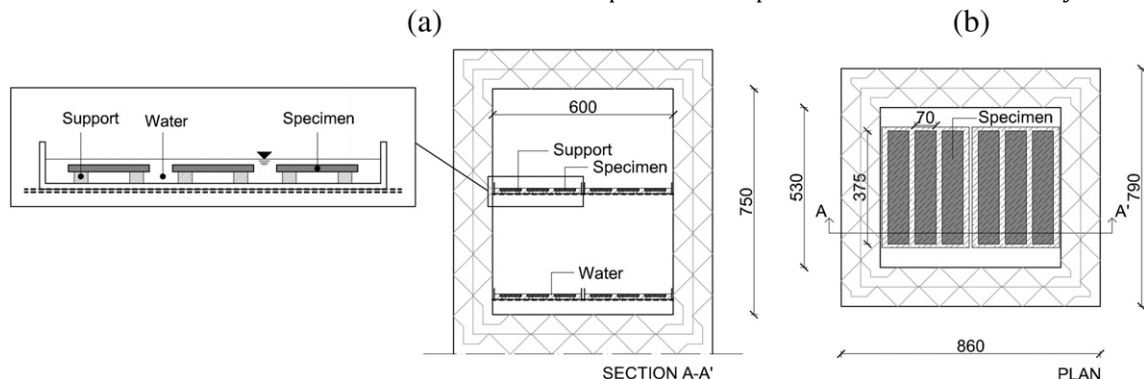 (a)
(b)
Support Water Specimen
600
Support
Specimen
750
Water
SECTION A-A'
70
Specimen
375
530
790
A
A'
860
PLAN